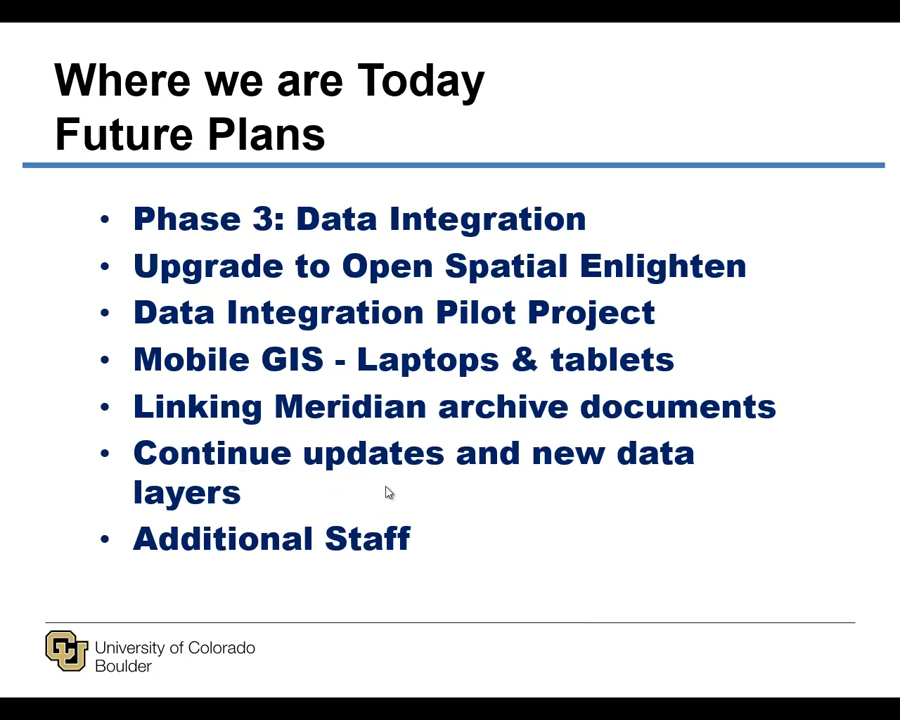 Where we are Today
Future Plans
• Phase 3: Data Integration
• Upgrade to Open Spatial Enlighten
• Data Integration Pilot Project
• Mobile GIS - Laptops & tablets
• Linking Meridian archive documents
• Continue updates and new data
layers
• Additional Staff
CU
University of Colorado
Boulder